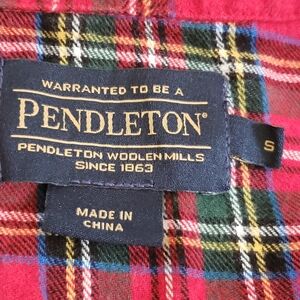 WARRANTED TO BE A
PENDLETON®
PENDLETON WOOLEN MILLS
SINCE 1863
S
MADE IN
CHINA